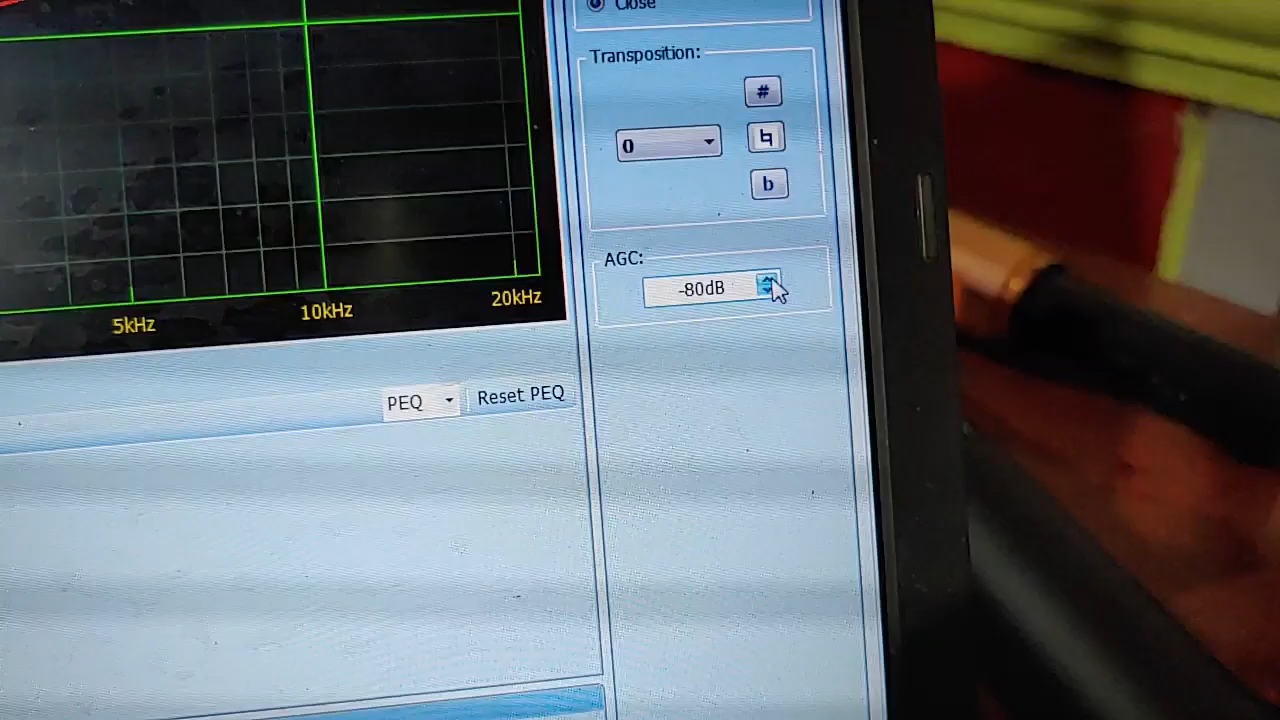 Close
Transposition:
#
0
♮
b
AGC:
-80dB
5kHz
10kHz
20kHz
PEQ
Reset PEQ